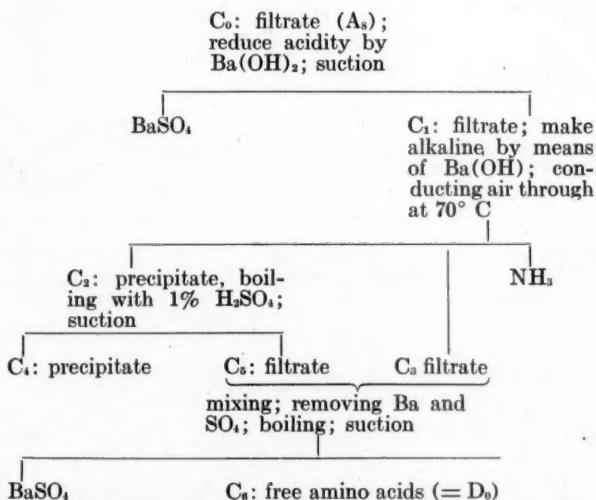 C₀: filtrate (A₈);
reduce acidity by
Ba(OH)₂; suction
BaSO₄
C₁: filtrate; make
alkaline by means
of Ba(OH); con-
ducting air through
at 70° C
C₂: precipitate, boil-
ing with 1% H₂SO₄;
suction
NH₃
C₄: precipitate
C₅: filtrate
C₃ filtrate
mixing; removing Ba and
SO₄; boiling; suction
BaSO₄
C₆: free amino acids (= D₀)